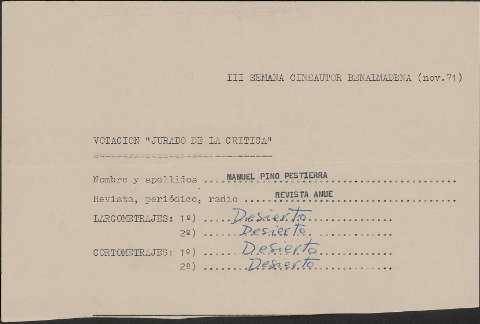 III SEMANA CINEAUTOR BENALMADENA (nov.71)
VOTACION "JURADO DE LA CRITICA"
Nombre y apellidos ... MANUEL PINO PESTIERRA
Revista, periódico, radio ... REVISTA ANUE
LARGOMETRAJES: 1º) ... Desierto
2º) ... Desierto
CORTOMETRAJES: 1º) ... Desierto
2º) ... Desierto